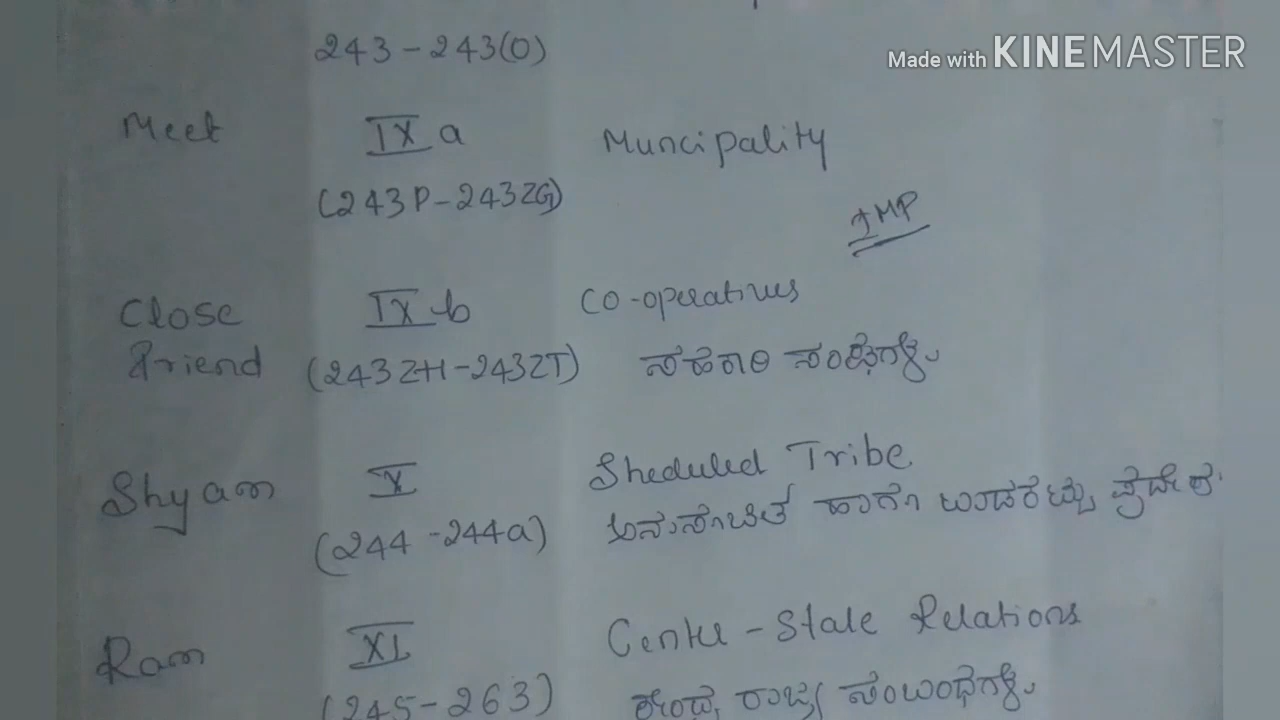 243 - 243(O)
Made with KINEMASTER
Meet IX a Muncipality
(243P - 243ZG)
IMP
Close IX b Co-operatives
friend (243ZH - 243ZT) ಸಹಕಾರಿ ಸಂಘಗಳು
Shyam X Sheduled Tribe
(244 - 244a) ಅನುಸೂಚಿತ ಹಾಗೂ ಬುಡಕಟ್ಟು ಪ್ರದೇಶ
Ram XI Centre - State Relations
(245 - 263) ಕೇಂದ್ರ ರಾಜ್ಯ ಸಂಬಂಧಗಳು